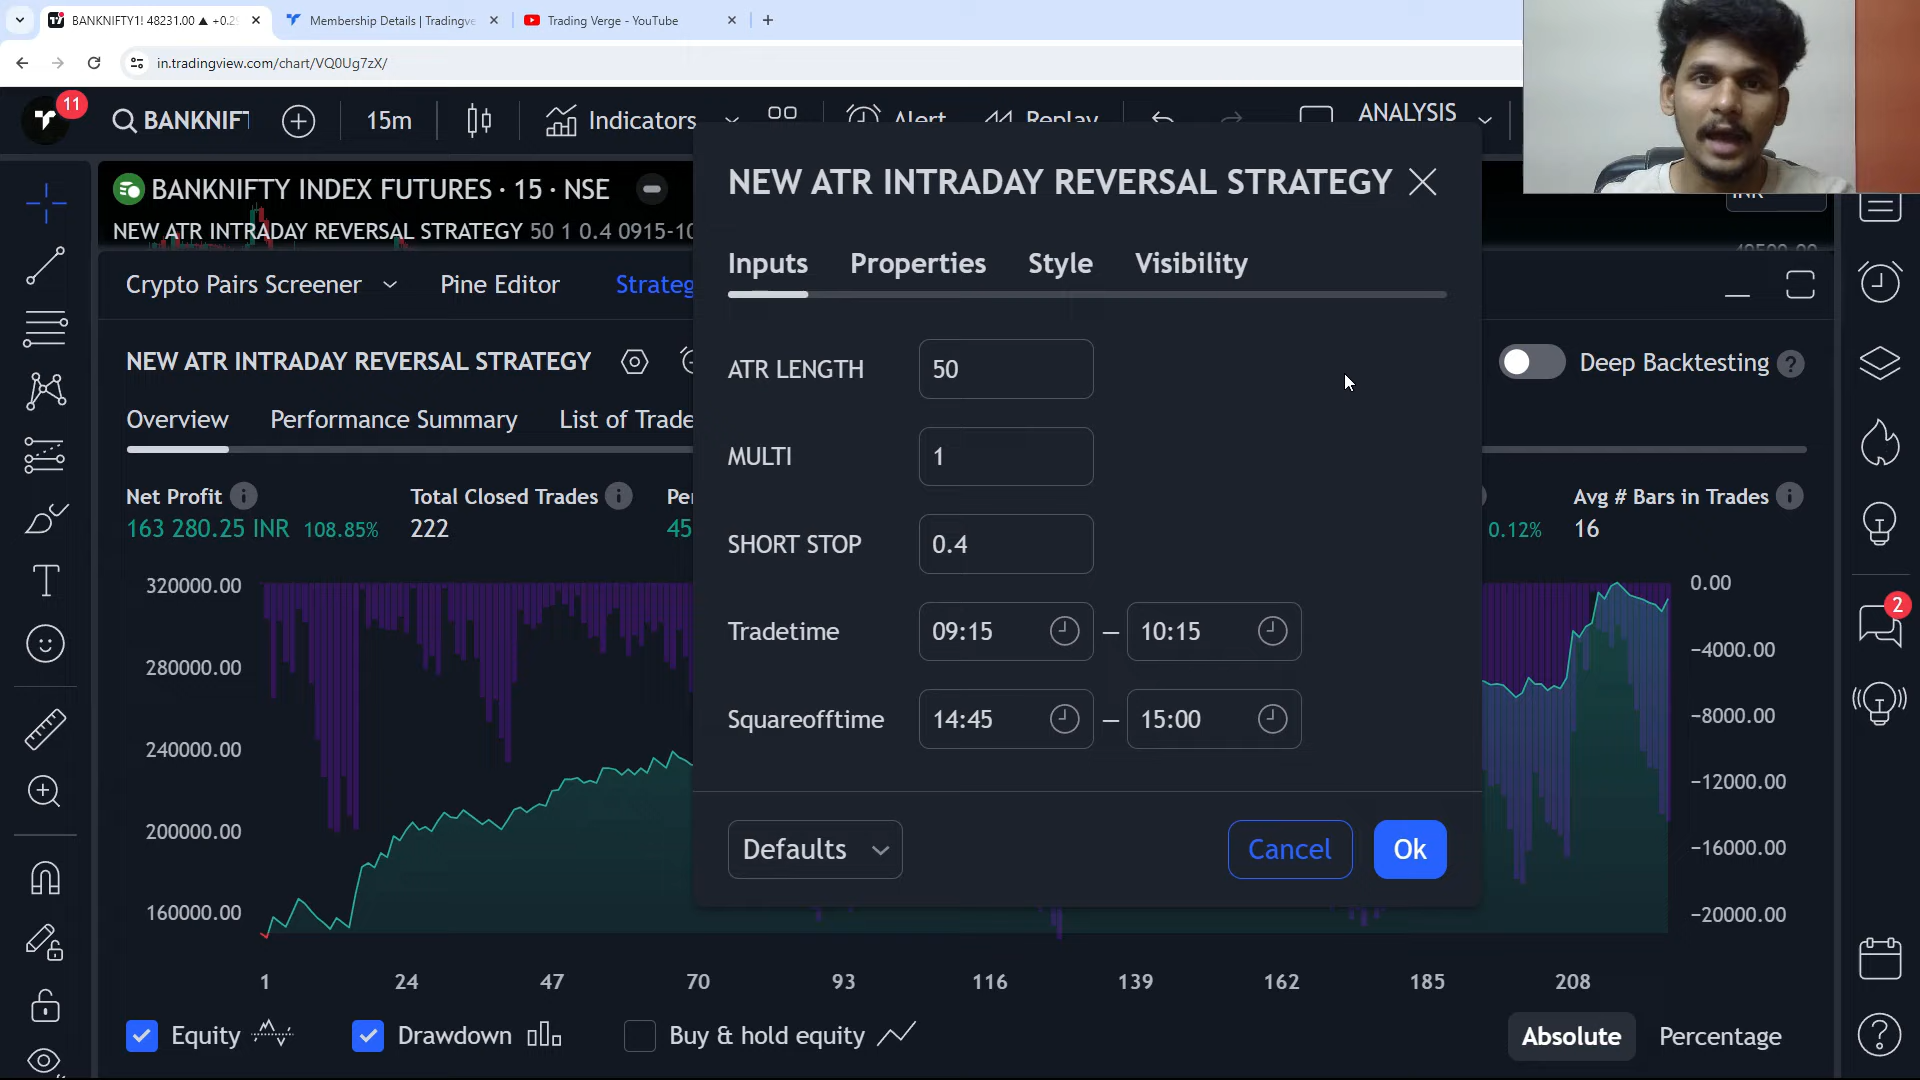 BANKNIFTY1! 48231.00 ▲ +0.29
Membership Details | Tradingve
Trading Verge - YouTube
in.tradingview.com/chart/VQ0Ug7zX/
11
BANKNIFT
15m
Indicators
Alert
Replay
ANALYSIS
BANKNIFTY INDEX FUTURES · 15 · NSE
NEW ATR INTRADAY REVERSAL STRATEGY 50 1 0.4 0915-10
INR
49500.00
NEW ATR INTRADAY REVERSAL STRATEGY
Inputs
Properties
Style
Visibility
ATR LENGTH
50
MULTI
1
SHORT STOP
0.4
Tradetime
09:15 — 10:15
Squareofftime
14:45 — 15:00
Defaults
Cancel
Ok
Crypto Pairs Screener
Pine Editor
Strateg
NEW ATR INTRADAY REVERSAL STRATEGY
Deep Backtesting
?
Overview
Performance Summary
List of Trade
Net Profit
163 280.25 INR 108.85%
Total Closed Trades
222
Per
45
0.12%
Avg # Bars in Trades
16
2
320000.00
280000.00
240000.00
200000.00
160000.00
0.00
−4000.00
−8000.00
−12000.00
−16000.00
−20000.00
1
24
47
70
93
116
139
162
185
208
Equity
Drawdown
Buy & hold equity
Absolute
Percentage